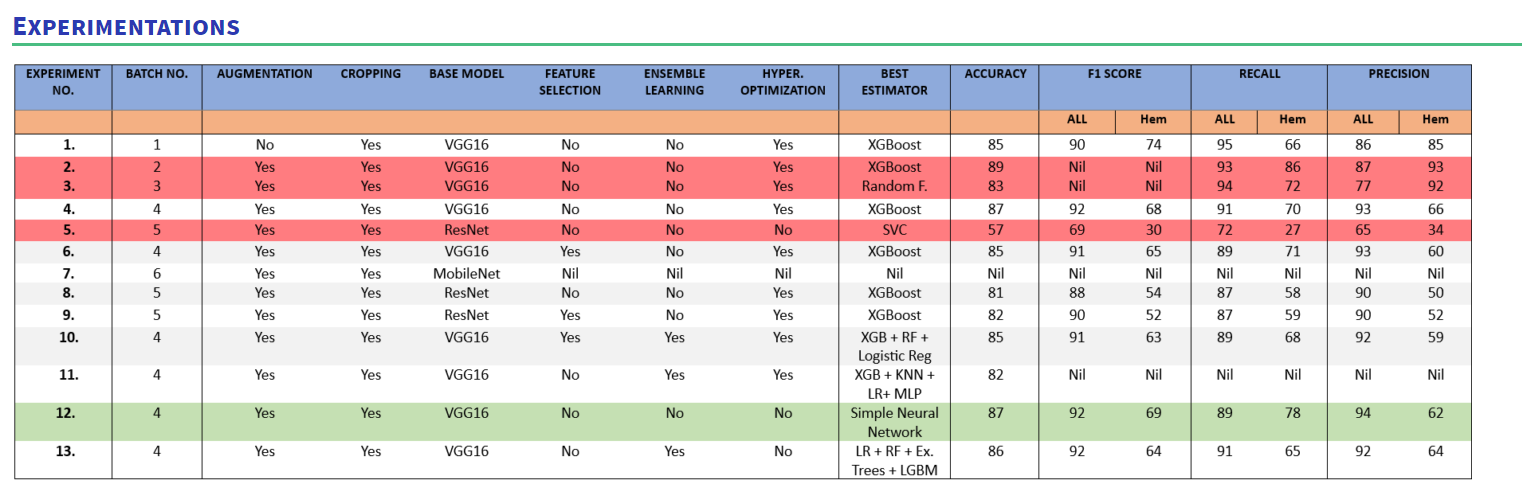 EXPERIMENTATIONS
EXPERIMENT NO. BATCH NO. AUGMENTATION CROPPING BASE MODEL FEATURE SELECTION ENSEMBLE LEARNING HYPER. OPTIMIZATION BEST ESTIMATOR ACCURACY F1 SCORE RECALL PRECISION
ALL Hem ALL Hem ALL Hem
1. 1 No Yes VGG16 No No Yes XGBoost 85 90 74 95 66 86 85
2. 2 Yes Yes VGG16 No No Yes XGBoost 89 Nil Nil 93 86 87 93
3. 3 Yes Yes VGG16 No No Yes Random F. 83 Nil Nil 94 72 77 92
4. 4 Yes Yes VGG16 No No Yes XGBoost 87 92 68 91 70 93 66
5. 5 Yes Yes ResNet No No No SVC 57 69 30 72 27 65 34
6. 4 Yes Yes VGG16 Yes No Yes XGBoost 85 91 65 89 71 93 60
7. 6 Yes Yes MobileNet Nil Nil Nil Nil Nil Nil Nil Nil Nil Nil Nil
8. 5 Yes Yes ResNet No No Yes XGBoost 81 88 54 87 58 90 50
9. 5 Yes Yes ResNet Yes No Yes XGBoost 82 90 52 87 59 90 52
10. 4 Yes Yes VGG16 Yes Yes Yes XGB + RF + Logistic Reg 85 91 63 89 68 92 59
11. 4 Yes Yes VGG16 No Yes Yes XGB + KNN + LR+ MLP 82 Nil Nil Nil Nil Nil Nil
12. 4 Yes Yes VGG16 No No No Simple Neural Network 87 92 69 89 78 94 62
13. 4 Yes Yes VGG16 No Yes No LR + RF + Ex. Trees + LGBM 86 92 64 91 65 92 64